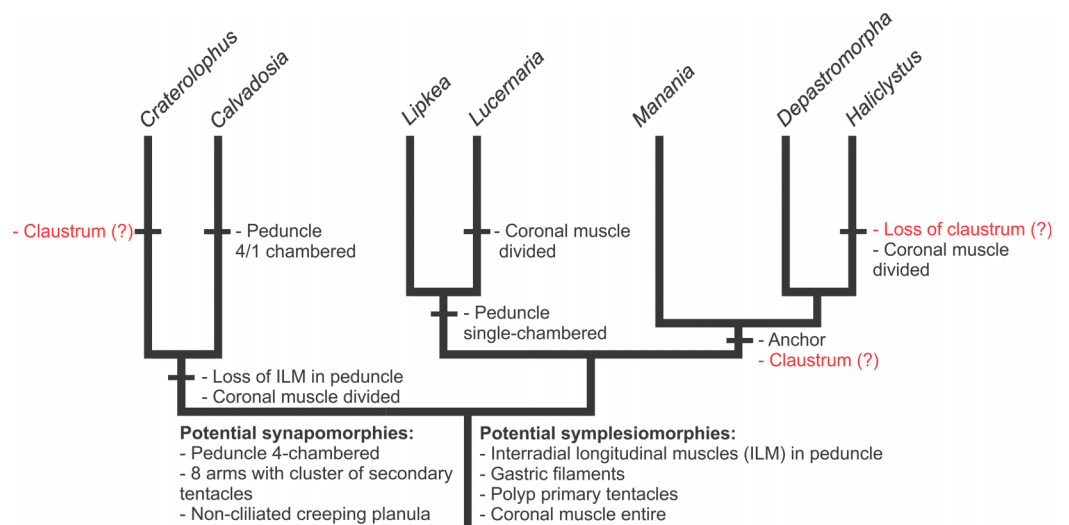 Craterolophus
Calvadosia
Lipkea
Lucernaria
Manania
Depastromorpha
Haliclystus
- Claustrum (?)
- Peduncle
4/1 chambered
- Coronal muscle
divided
- Loss of claustrum (?)
- Coronal muscle
divided
- Peduncle
single-chambered
- Anchor
- Claustrum (?)
- Loss of ILM in peduncle
- Coronal muscle divided
Potential synapomorphies:
- Peduncle 4-chambered
- 8 arms with cluster of secondary
tentacles
- Non-ciliated creeping planula
Potential symplesiomorphies:
- Interradial longitudinal muscles (ILM) in peduncle
- Gastric filaments
- Polyp primary tentacles
- Coronal muscle entire